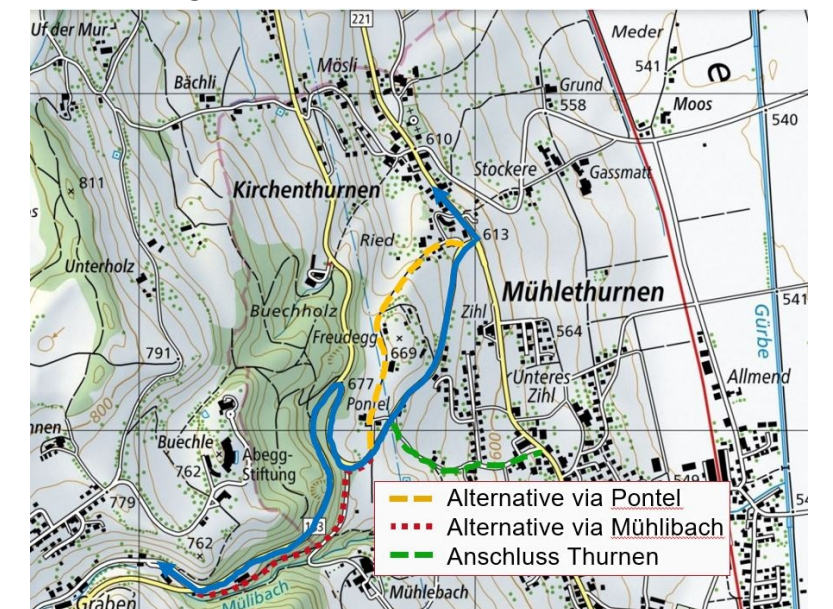 221
Uf der Mur
Meder
Mösli
541
Bächli
Grund
558
Moos
540
610
811
Stockere
Gassmatt
Kirchenthurnen
Ried
613
Unterholz
Mühlethurnen
541
Buechholz
Zihl
Gürbe
564
Freudegg
669
791
677
Unteres
Zihl
Allmend
800
Pontel
Buechle
Abegg-
Stiftung
762
600
549
779
762
Alternative via Pontel
Alternative via Mühlibach
Anschluss Thurnen
Graben
Mülibach
Mühlebach